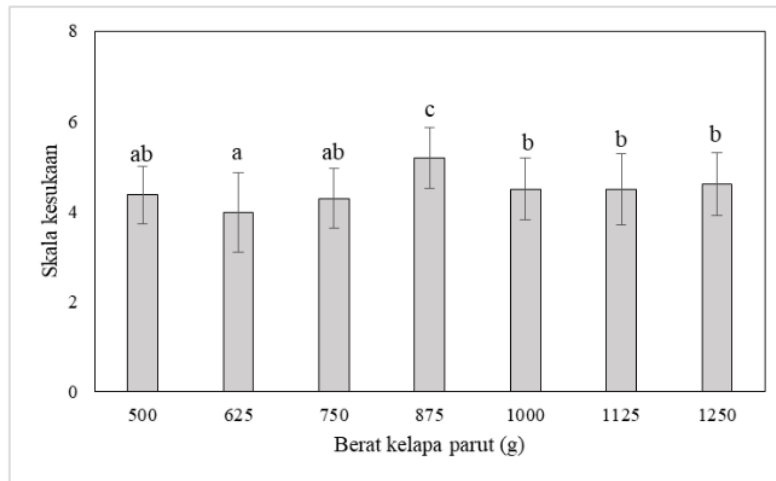 8
6
4
2
0
Skala kesukaan
ab
a
ab
c
b
b
b
500 625 750 875 1000 1125 1250
Berat kelapa parut (g)